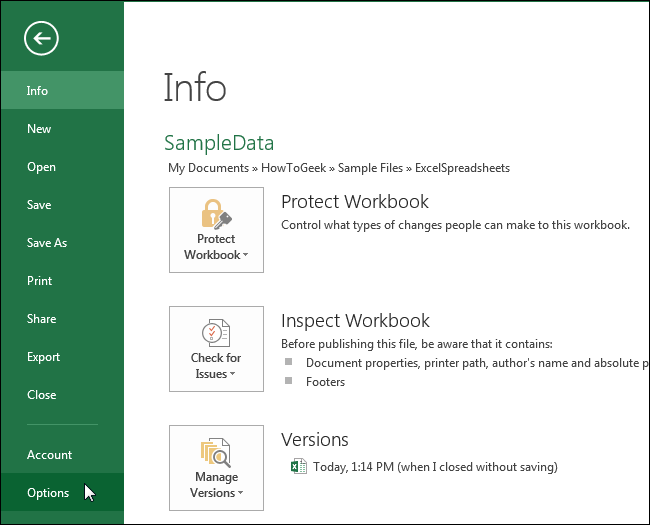 Info
Info
New
SampleData
Open
My Documents » HowToGeek » Sample Files » ExcelSpreadsheets
Save
Protect Workbook
Protect Workbook
Control what types of changes people can make to this workbook.
Save As
Print
Share
Export
Close
Check for
Issues
Inspect Workbook
Before publishing this file, be aware that it contains:
Document properties, printer path, author's name and absolute p
Footers
Account
Options
Manage
Versions
Versions
Today, 1:14 PM (when I closed without saving)